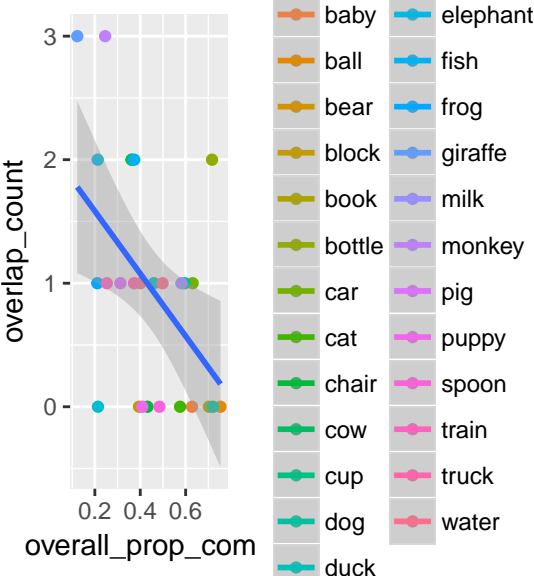 overlap_count
3
2
1
0
0.2 0.4 0.6
overall_prop_com
baby
ball
bear
block
book
bottle
car
cat
chair
cow
cup
dog
duck
elephant
fish
frog
giraffe
milk
monkey
pig
puppy
spoon
train
truck
water